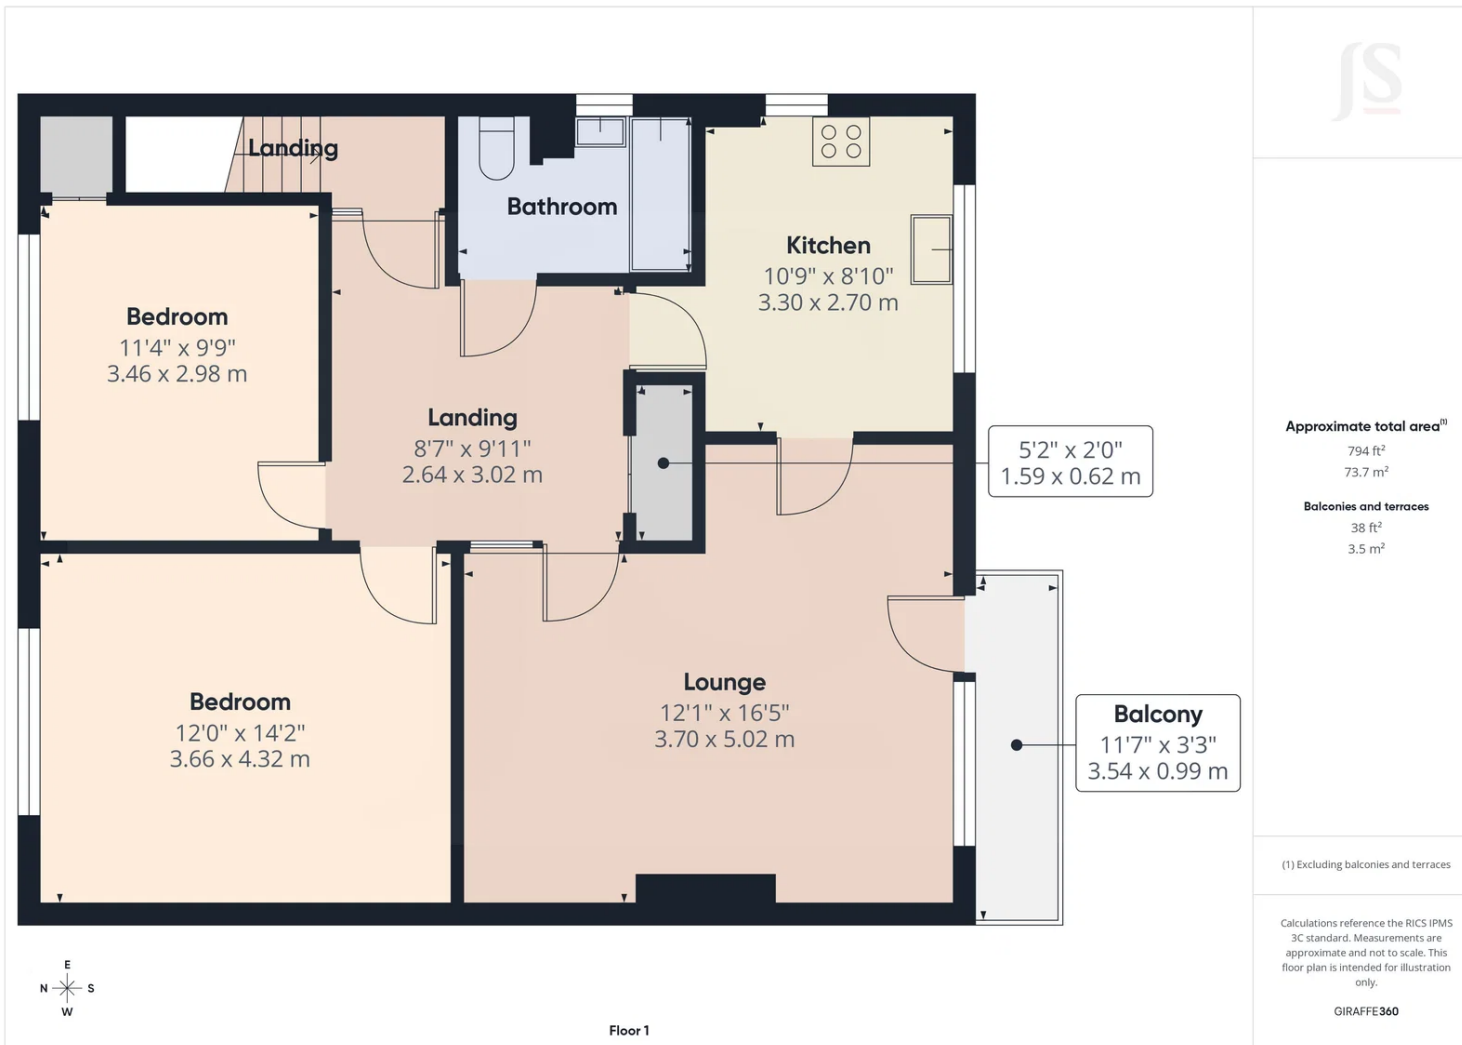 Landing
Bathroom
Kitchen
10'9" x 8'10"
3.30 x 2.70 m
Bedroom
11'4" x 9'9"
3.46 x 2.98 m
Landing
8'7" x 9'11"
2.64 x 3.02 m
5'2" x 2'0"
1.59 x 0.62 m
Bedroom
12'0" x 14'2"
3.66 x 4.32 m
Lounge
12'1" x 16'5"
3.70 x 5.02 m
Balcony
11'7" x 3'3"
3.54 x 0.99 m
E
N S
W
Floor 1
JS
Approximate total area(1)
794 ft²
73.7 m²
Balconies and terraces
38 ft²
3.5 m²
(1) Excluding balconies and terraces
Calculations reference the RICS IPMS
3C standard. Measurements are
approximate and not to scale. This
floor plan is intended for illustration
only.
GIRAFFE360